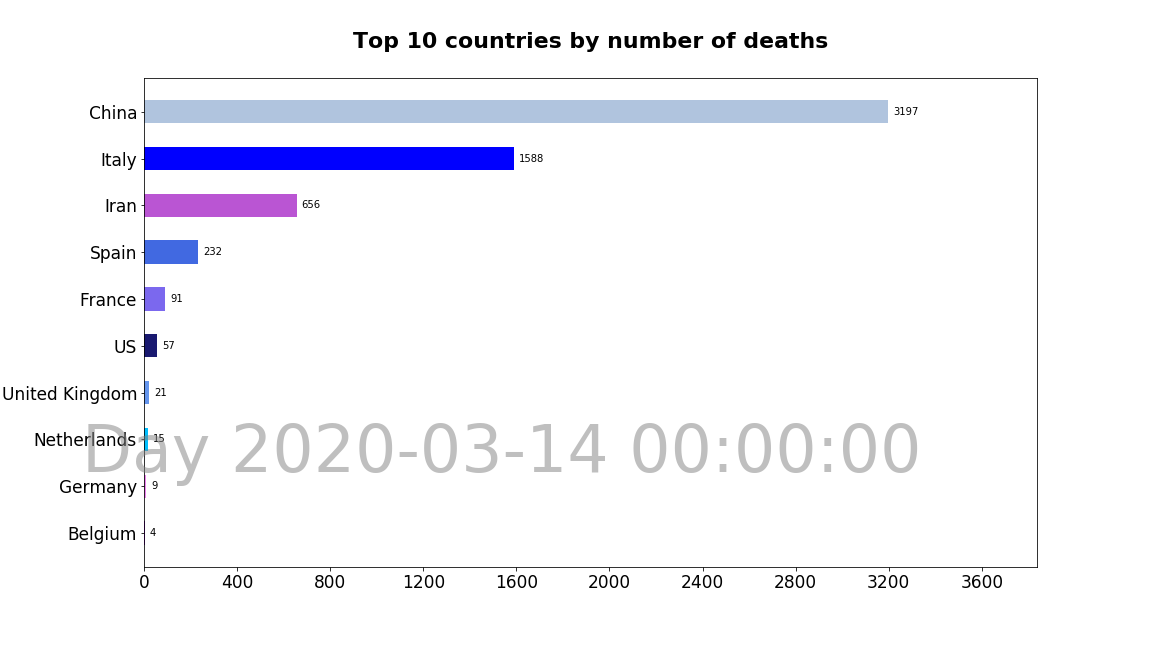 Top 10 countries by number of deaths
China 3197
Italy 1588
Iran 656
Spain 232
France 91
US 57
United Kingdom 21
Netherlands 15
Day 2020-03-14 00:00:00
Germany 9
Belgium 4
0 400 800 1200 1600 2000 2400 2800 3200 3600